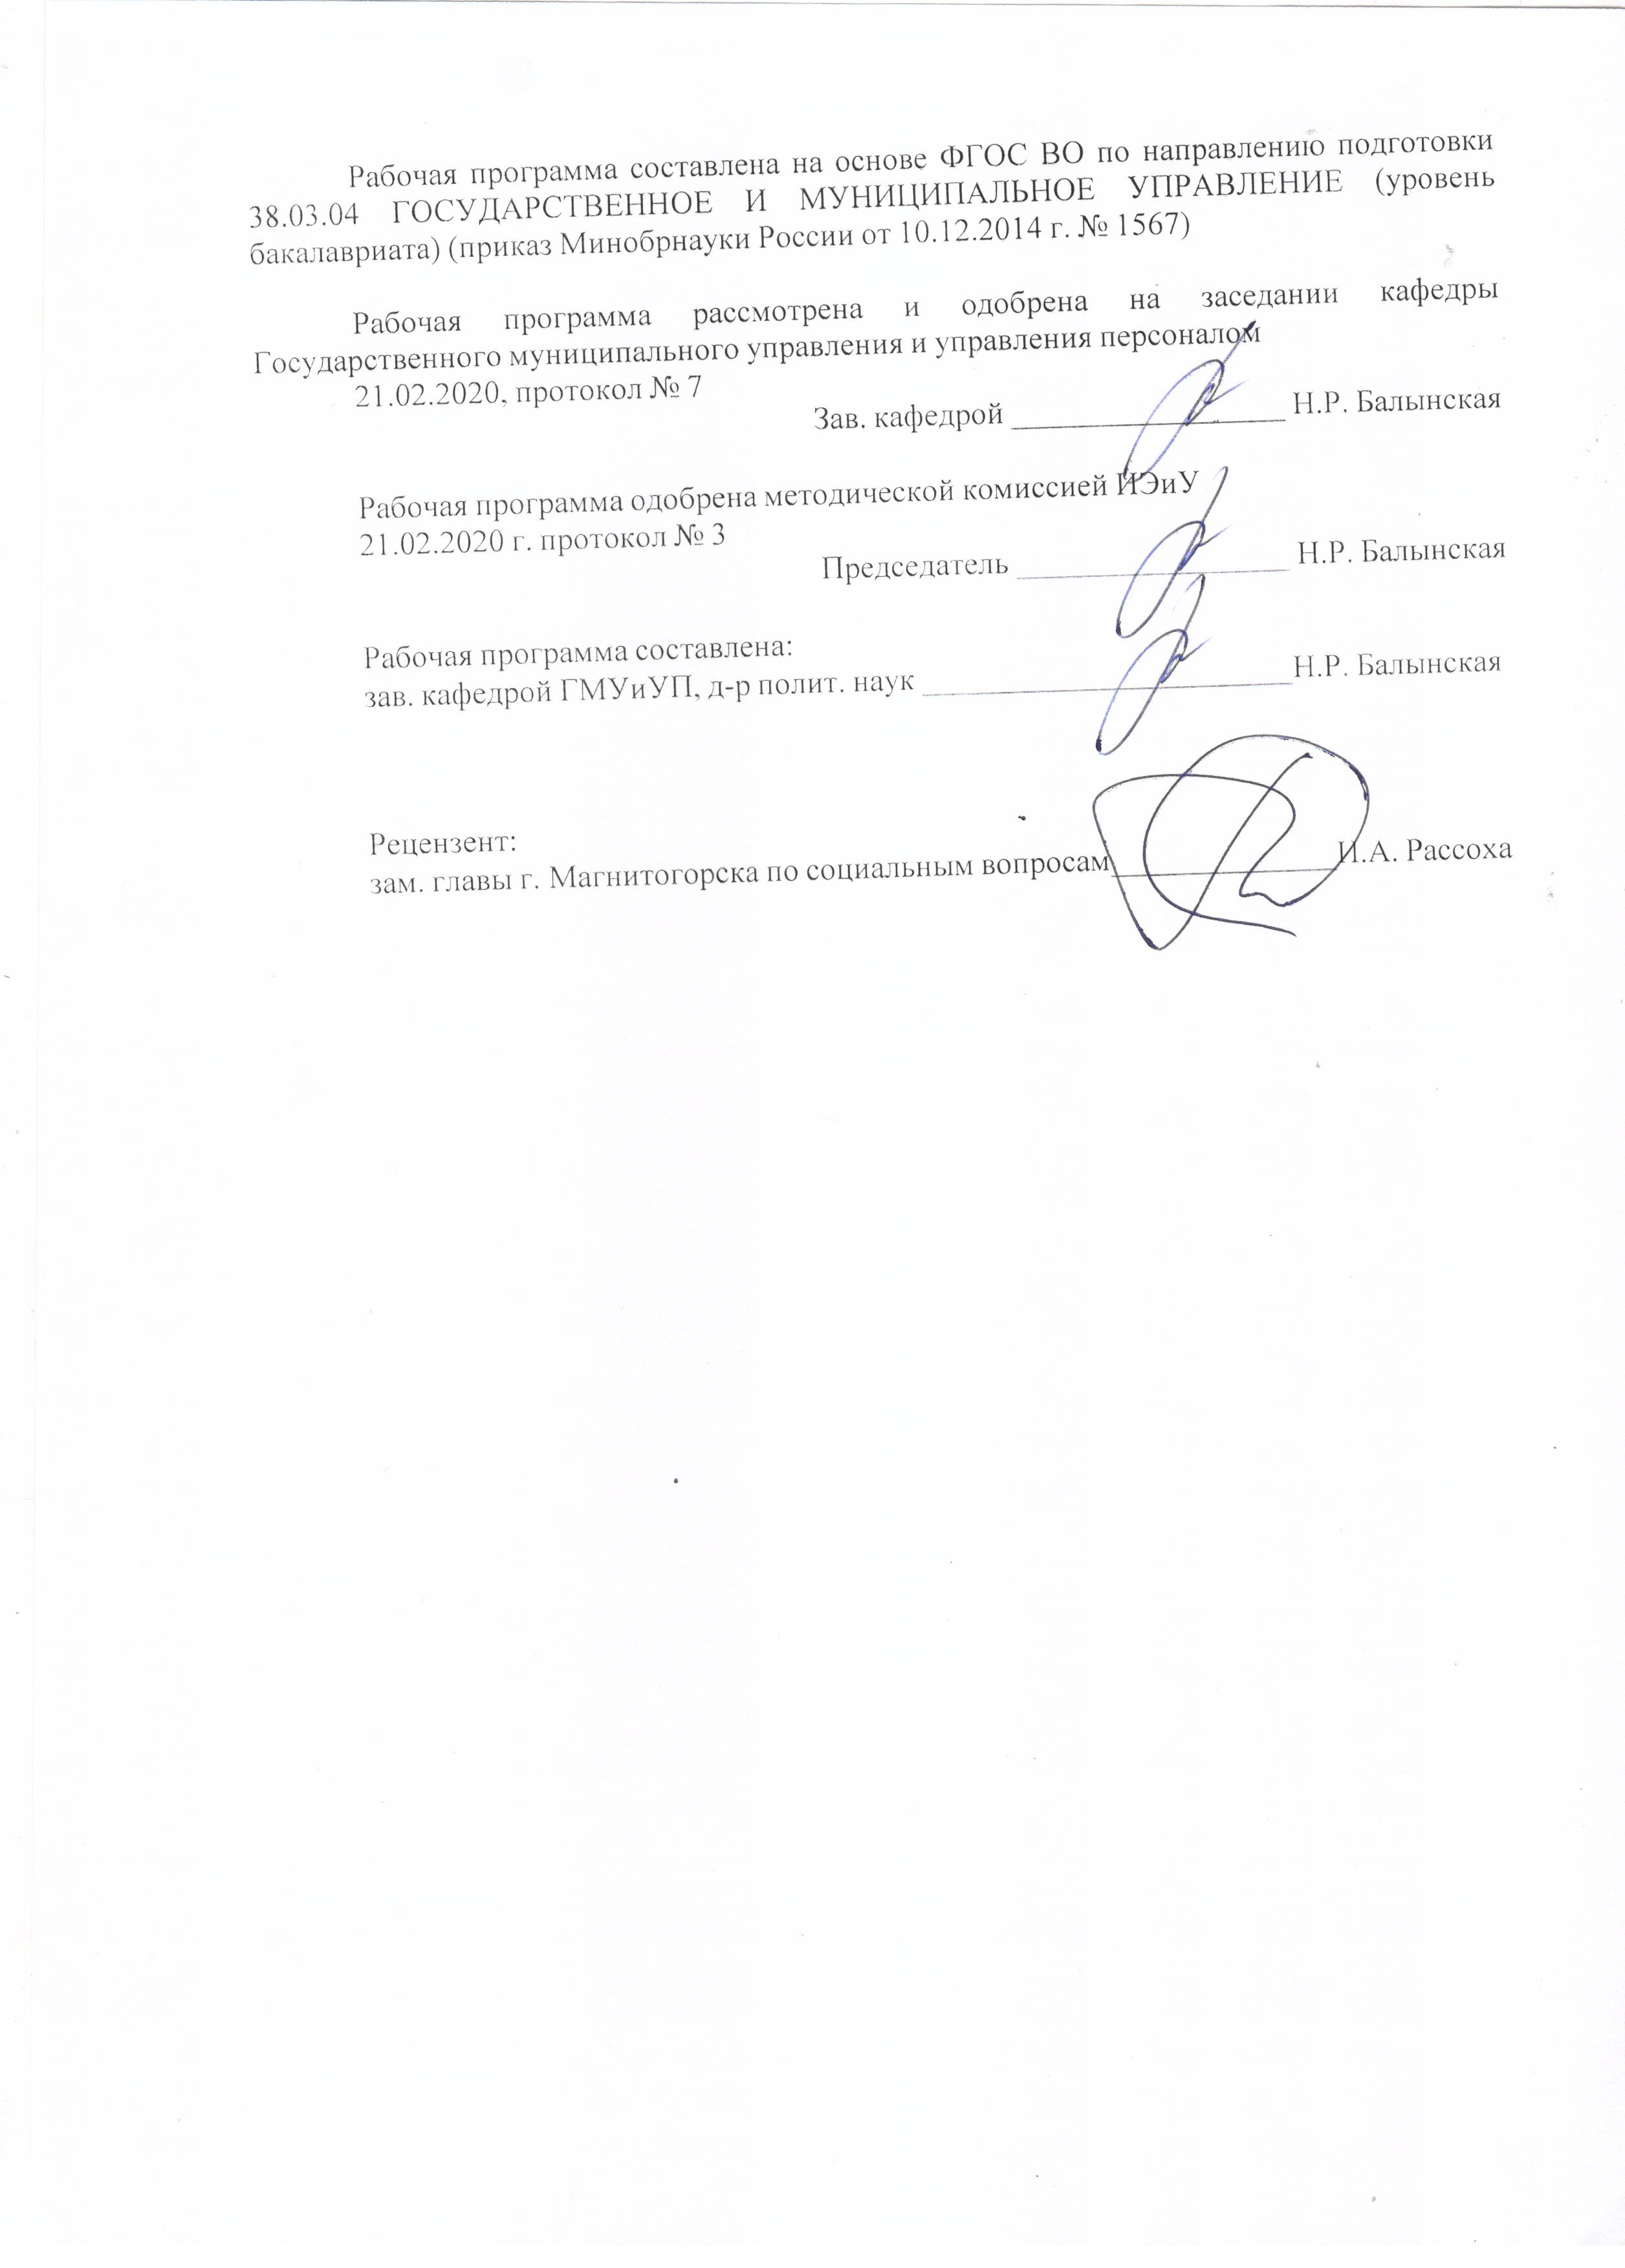 Рабочая программа составлена на основе ФГОС ВО по направлению подготовки
38.03.04 ГОСУДАРСТВЕННОЕ И МУНИЦИПАЛЬНОЕ УПРАВЛЕНИЕ (уровень
бакалавриата) (приказ Минобрнауки России от 10.12.2014 г. № 1567)
Рабочая программа рассмотрена и одобрена на заседании кафедры
Государственного муниципального управления и управления персоналом
21.02.2020, протокол № 7
Зав. кафедрой ____________________ Н.Р. Балынская
Рабочая программа одобрена методической комиссией ИЭиУ
21.02.2020 г. протокол № 3
Председатель ____________________ Н.Р. Балынская
Рабочая программа составлена:
зав. кафедрой ГМУиУП, д-р полит. наук ___________________________Н.Р. Балынская
Рецензент:
зам. главы г. Магнитогорска по социальным вопросам________________И.А. Рассоха